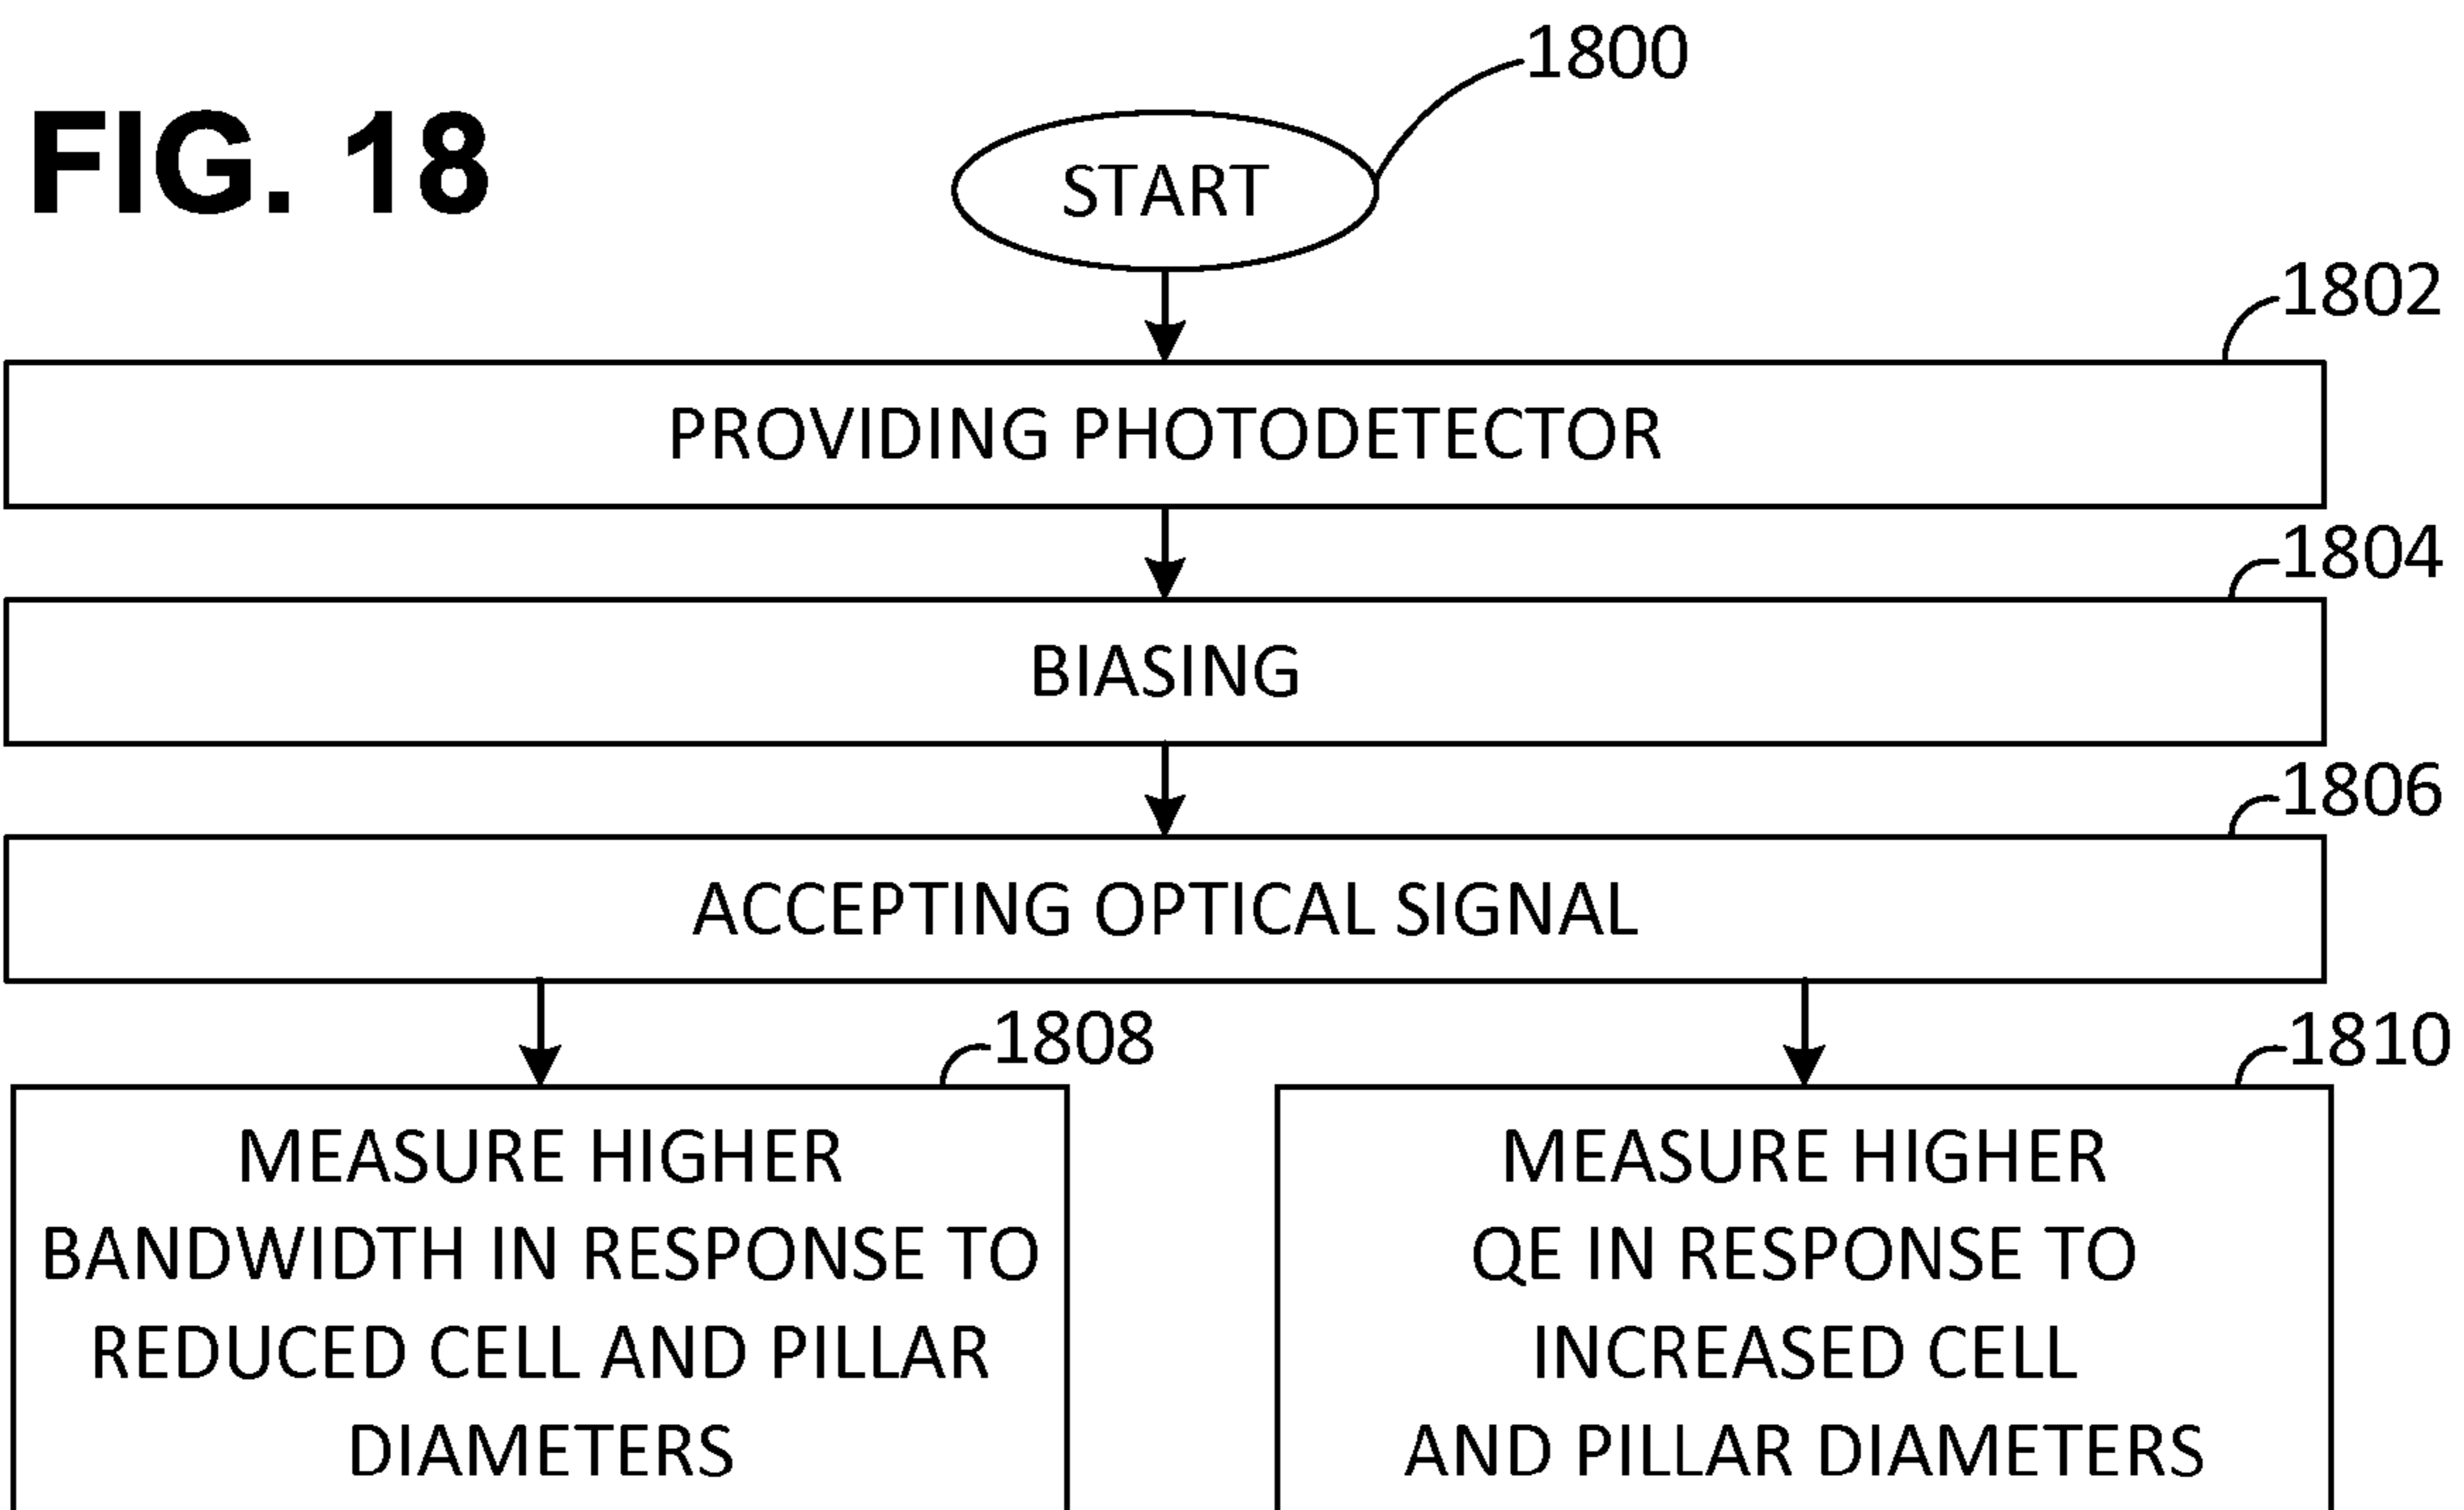 FIG. 18
1800
START
1802
PROVIDING PHOTODETECTOR
1804
BIASING
1806
ACCEPTING OPTICAL SIGNAL
1808
MEASURE HIGHER
BANDWIDTH IN RESPONSE TO
REDUCED CELL AND PILLAR
DIAMETERS
1810
MEASURE HIGHER
QE IN RESPONSE TO
INCREASED CELL
AND PILLAR DIAMETERS